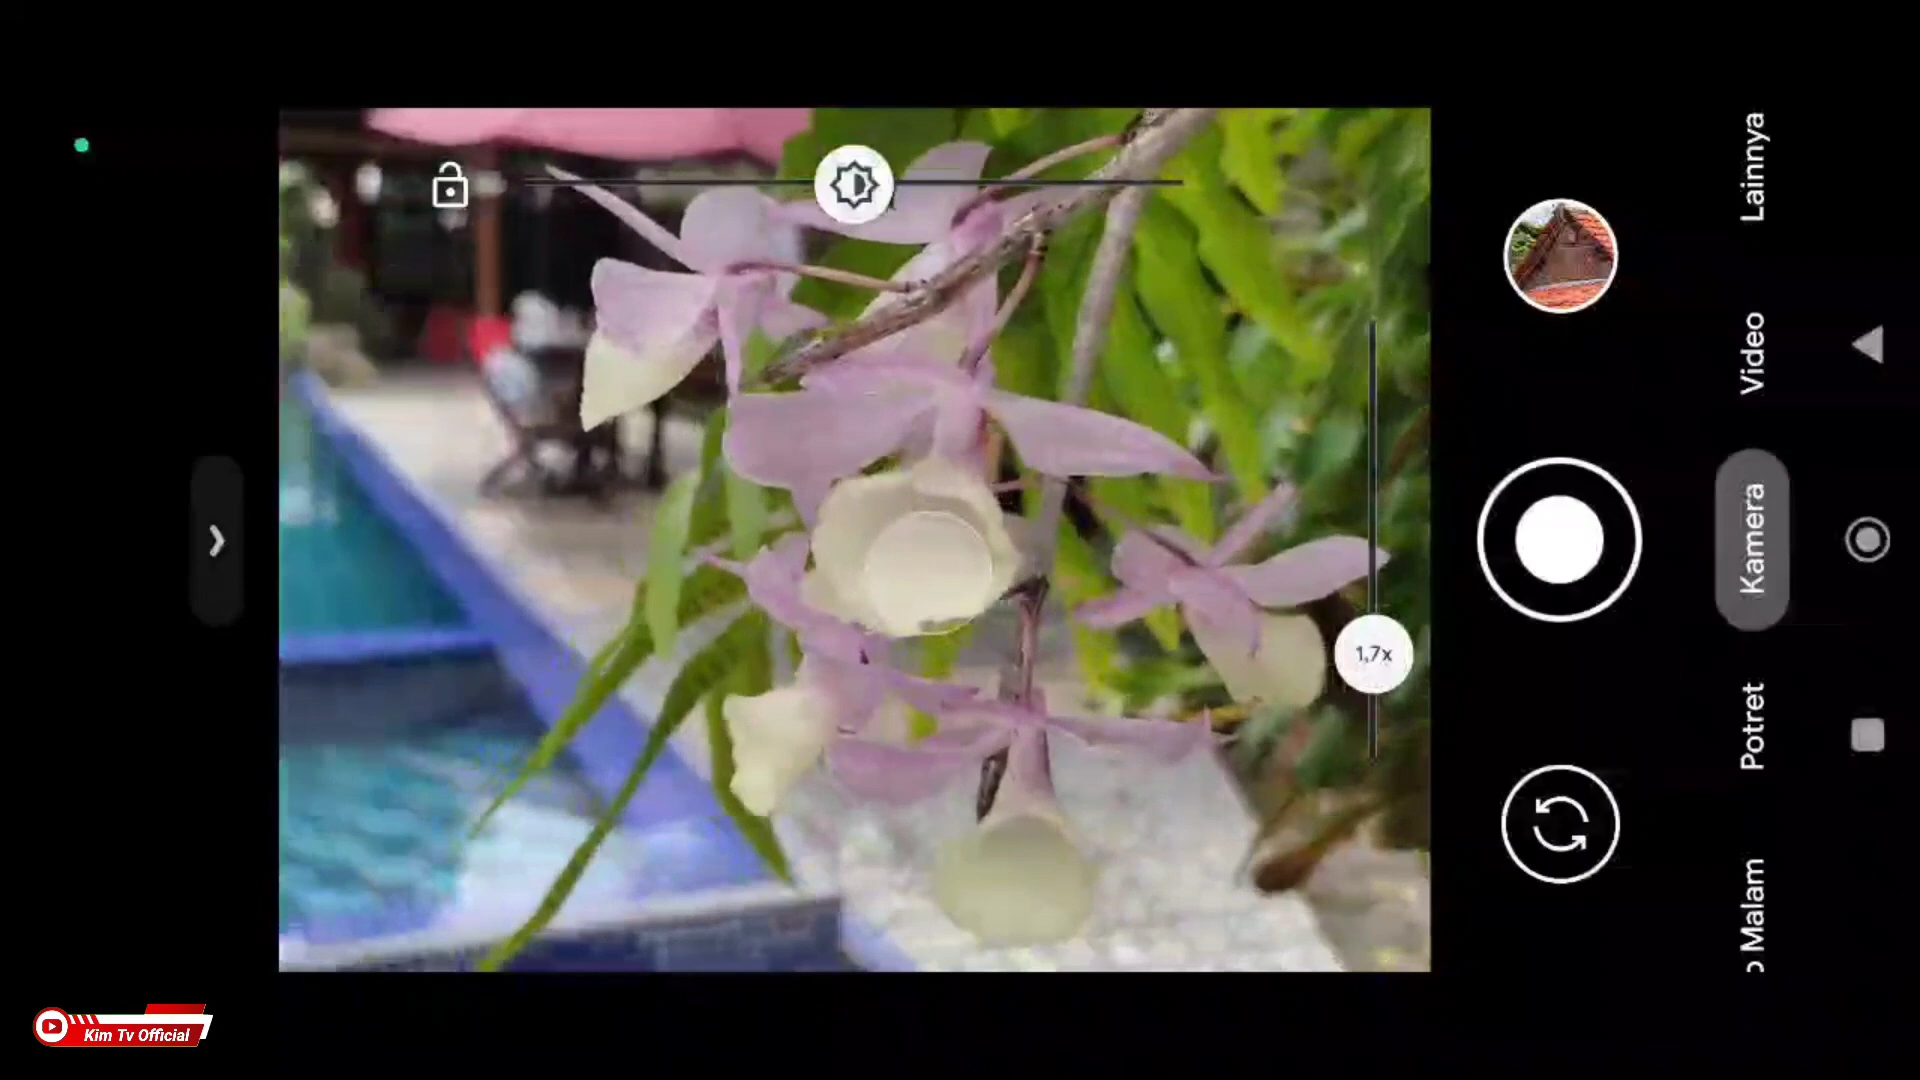 Lainnya
Video
Kamera
Potret
Malam
1,7x
Kim Tv Official